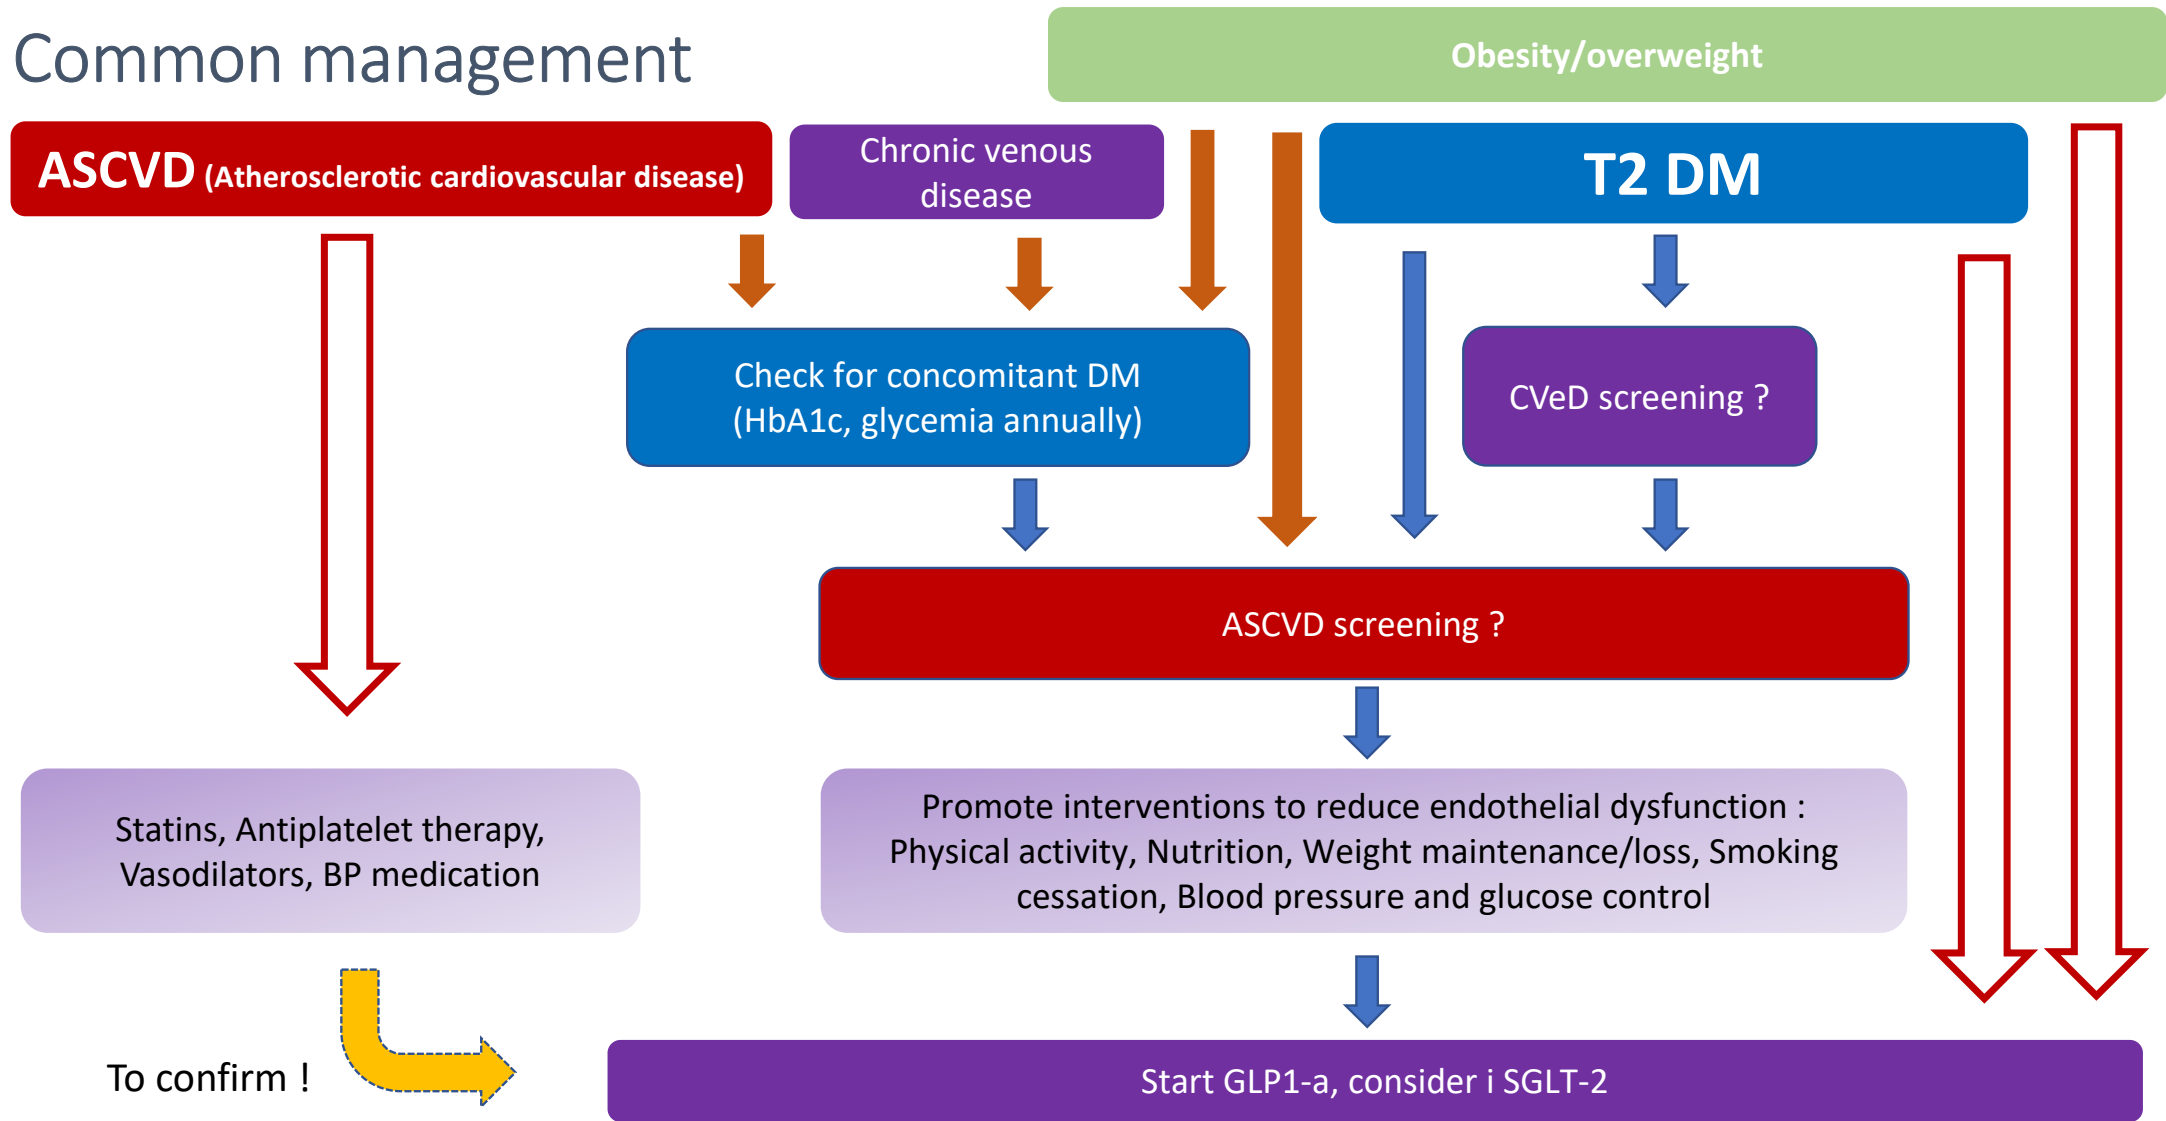 Common management
Obesity/overweight
ASCVD (Atherosclerotic cardiovascular disease)
Chronic venous
disease
T2 DM
Check for concomitant DM
(HbA1c, glycemia annually)
CVeD screening ?
ASCVD screening ?
Statins, Antiplatelet therapy,
Vasodilators, BP medication
Promote interventions to reduce endothelial dysfunction :
Physical activity, Nutrition, Weight maintenance/loss, Smoking
cessation, Blood pressure and glucose control
To confirm !
Start GLP1-a, consider i SGLT-2